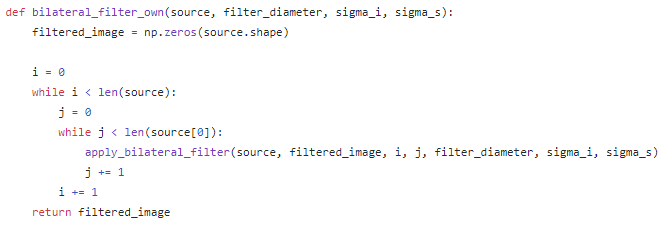 def bilateral_filter_own(source, filter_diameter, sigma_i, sigma_s):
    filtered_image = np.zeros(source.shape)

    i = 0
    while i < len(source):
        j = 0
        while j < len(source[0]):
            apply_bilateral_filter(source, filtered_image, i, j, filter_diameter, sigma_i, sigma_s)
            j += 1
        i += 1
    return filtered_image